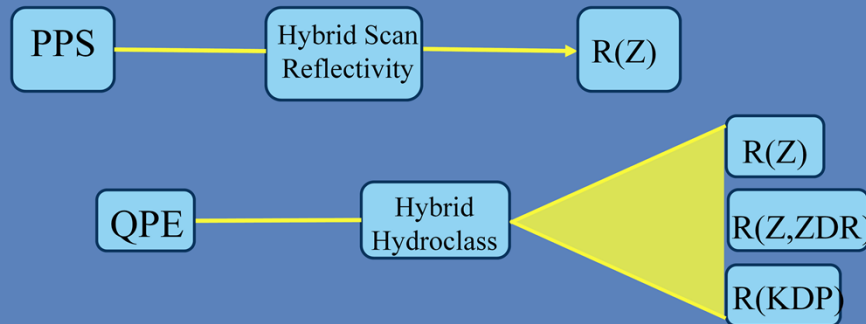 PPS
Hybrid Scan
Reflectivity
R(Z)
QPE
Hybrid
Hydroclass
R(Z)
R(Z,ZDR)
R(KDP)